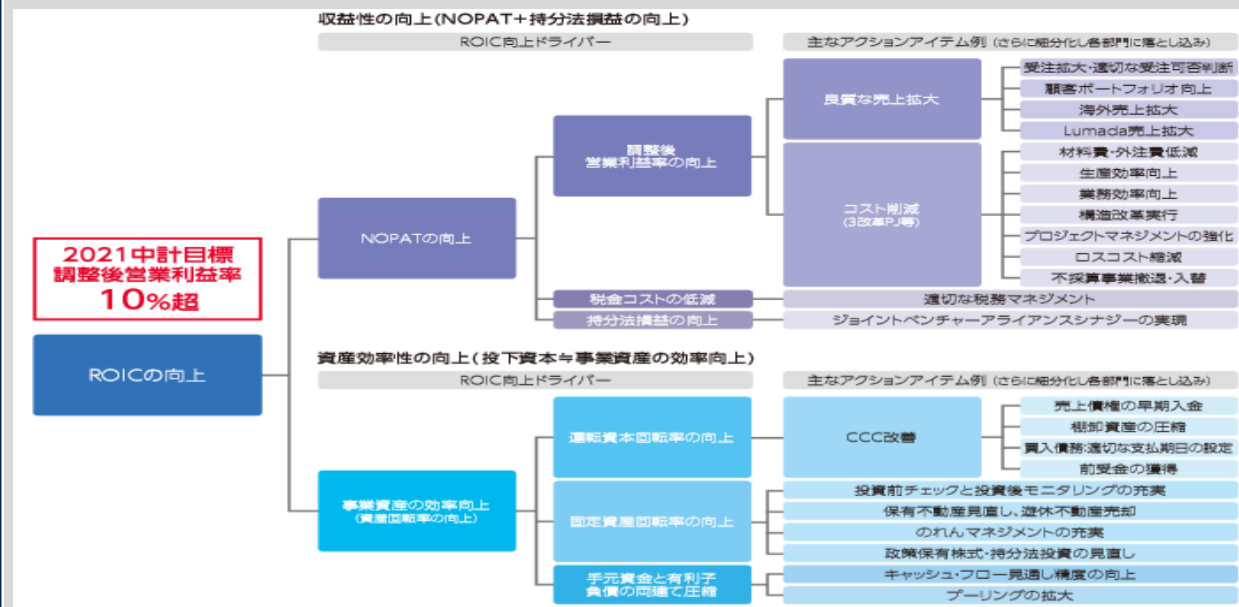 収益性の向上(NOPAT+持分法損益の向上)
ROIC向上ドライバー
主なアクションアイテム例 (さらに細分化し各部門に落とし込み)
2021中計目標
調整後営業利益率
10%超
ROICの向上
NOPATの向上
調整後
営業利益率の向上
良質な売上拡大
受注拡大・適切な受注可否判断
顧客ポートフォリオ向上
海外売上拡大
Lumada売上拡大
コスト削減
(3改革PJ等)
材料費・外注費低減
生産効率向上
業務効率向上
構造改革実行
プロジェクトマネジメントの強化
ロスコスト縮減
不採算事業撤退・入替
税金コストの低減
適切な税務マネジメント
持分法損益の向上
ジョイントベンチャーアライアンスシナジーの実現
資産効率性の向上(投下資本≒事業資産の効率向上)
ROIC向上ドライバー
主なアクションアイテム例 (さらに細分化し各部門に落とし込み)
事業資産の効率向上
(資産回転率の向上)
運転資本回転率の向上
CCC改善
売上債権の早期入金
棚卸資産の圧縮
買入債務:適切な支払期日の設定
前受金の獲得
固定資産回転率の向上
投資前チェックと投資後モニタリングの充実
保有不動産見直し、遊休不動産売却
のれんマネジメントの充実
政策保有株式・持分法投資の見直し
手元資金と有利子
負債の両建て圧縮
キャッシュ・フロー見通し精度の向上
プーリングの拡大